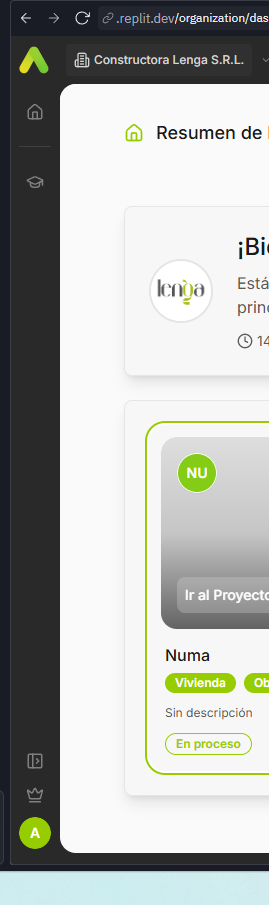 .replit.dev/organization/das
Constructora Lenga S.R.L.
Resumen de
¡Bi
lenga
Está
princ
14
NU
Ir al Proyecto
Numa
Vivienda Ob
Sin descripción
En proceso
A